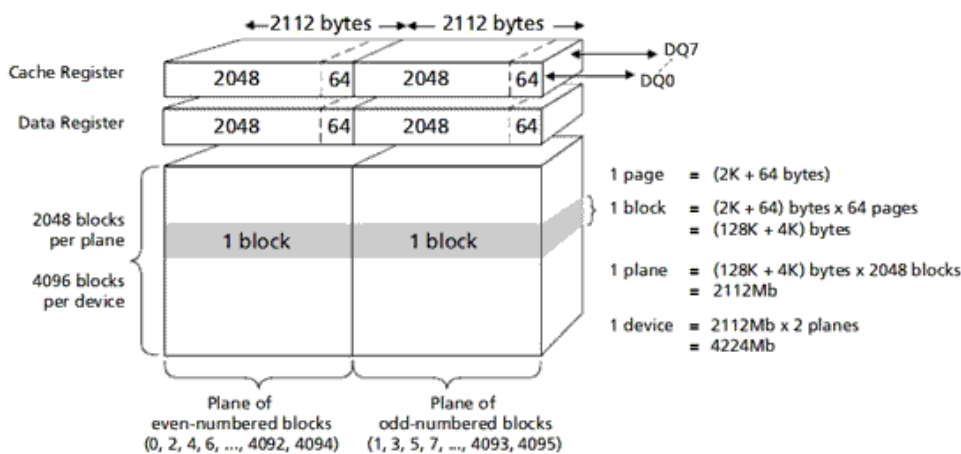 2112 bytes 2112 bytes
Cache Register 2048 64 2048 64 DQ7
DQ0
Data Register 2048 64 2048 64
2048 blocks
per plane
4096 blocks
per device
1 block 1 block
1 page = (2K + 64 bytes)
1 block = (2K + 64) bytes x 64 pages
= (128K + 4K) bytes
1 plane = (128K + 4K) bytes x 2048 blocks
= 2112Mb
1 device = 2112Mb x 2 planes
= 4224Mb
Plane of
even-numbered blocks
(0, 2, 4, 6, ..., 4092, 4094)
Plane of
odd-numbered blocks
(1, 3, 5, 7, ..., 4093, 4095)